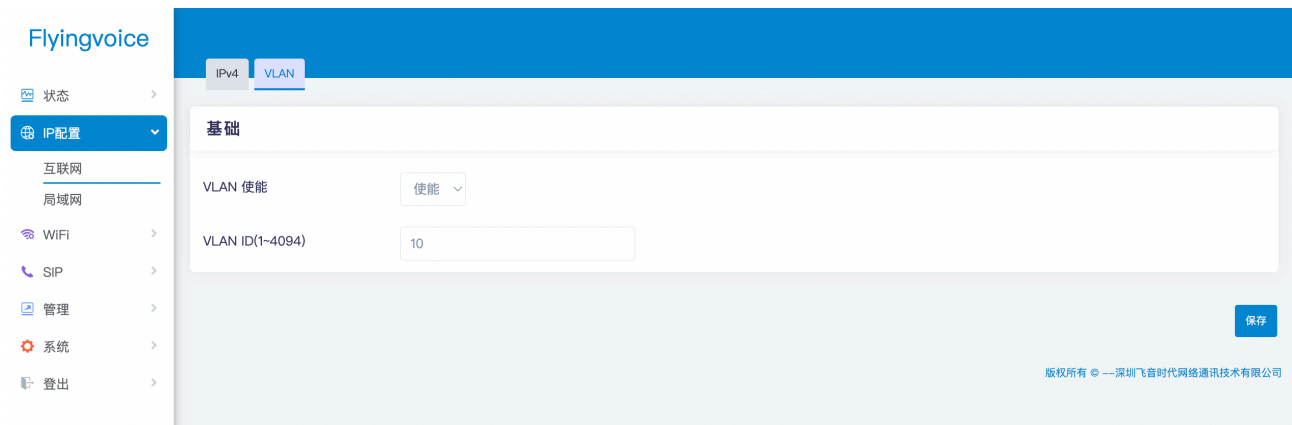 Flyingvoice
IPv4
VLAN
状态
IP配置
互联网
局域网
WiFi
SIP
管理
系统
登出
基础
VLAN 使能
使能
VLAN ID(1~4094)
10
保存
版权所有 © ––深圳飞音时代网络通讯技术有限公司